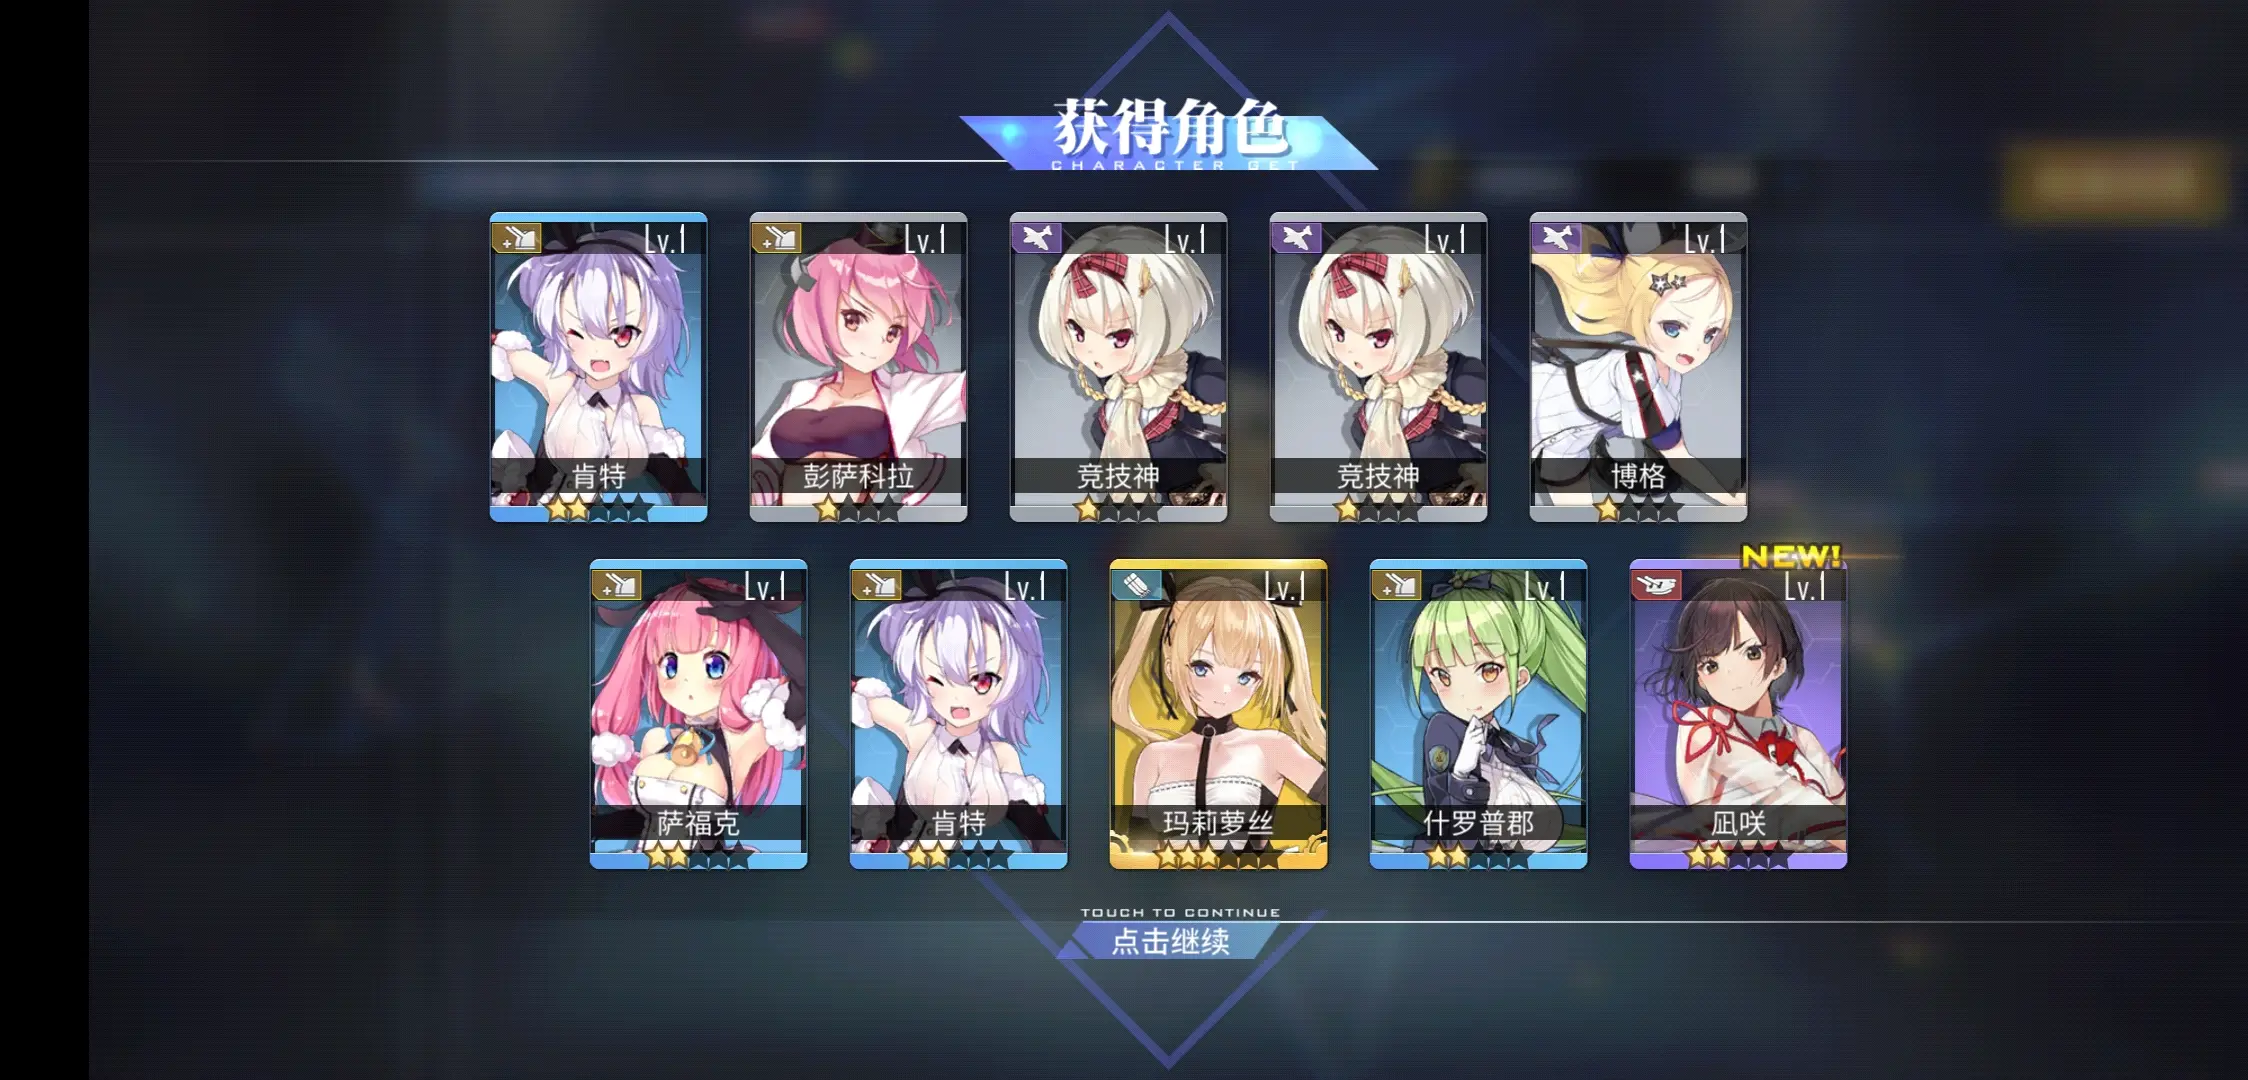 获得角色
CHARACTER GET
Lv.1 Lv.1 Lv.1 Lv.1 Lv.1
肯特 彭萨科拉 竞技神 竞技神 博格
NEW!
Lv.1 Lv.1 Lv.1 Lv.1 Lv.1
萨福克 肯特 玛莉萝丝 什罗普郡 凪咲
TOUCH TO CONTINUE
点击继续